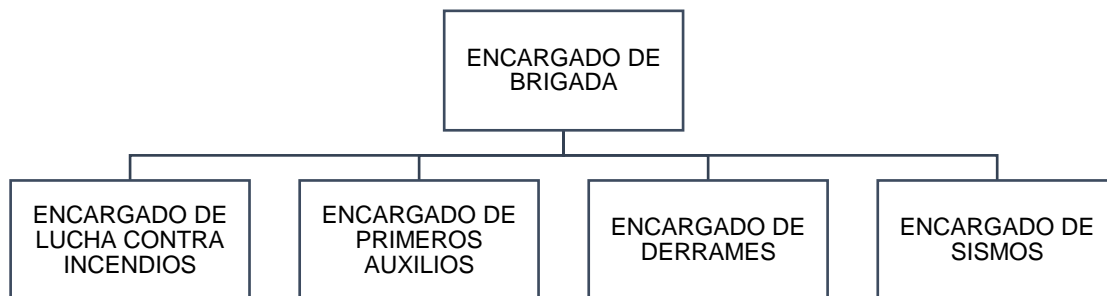 ENCARGADO DE
BRIGADA
ENCARGADO DE
LUCHA CONTRA
INCENDIOS
ENCARGADO DE
PRIMEROS
AUXILIOS
ENCARGADO DE
DERRAMES
ENCARGADO DE
SISMOS